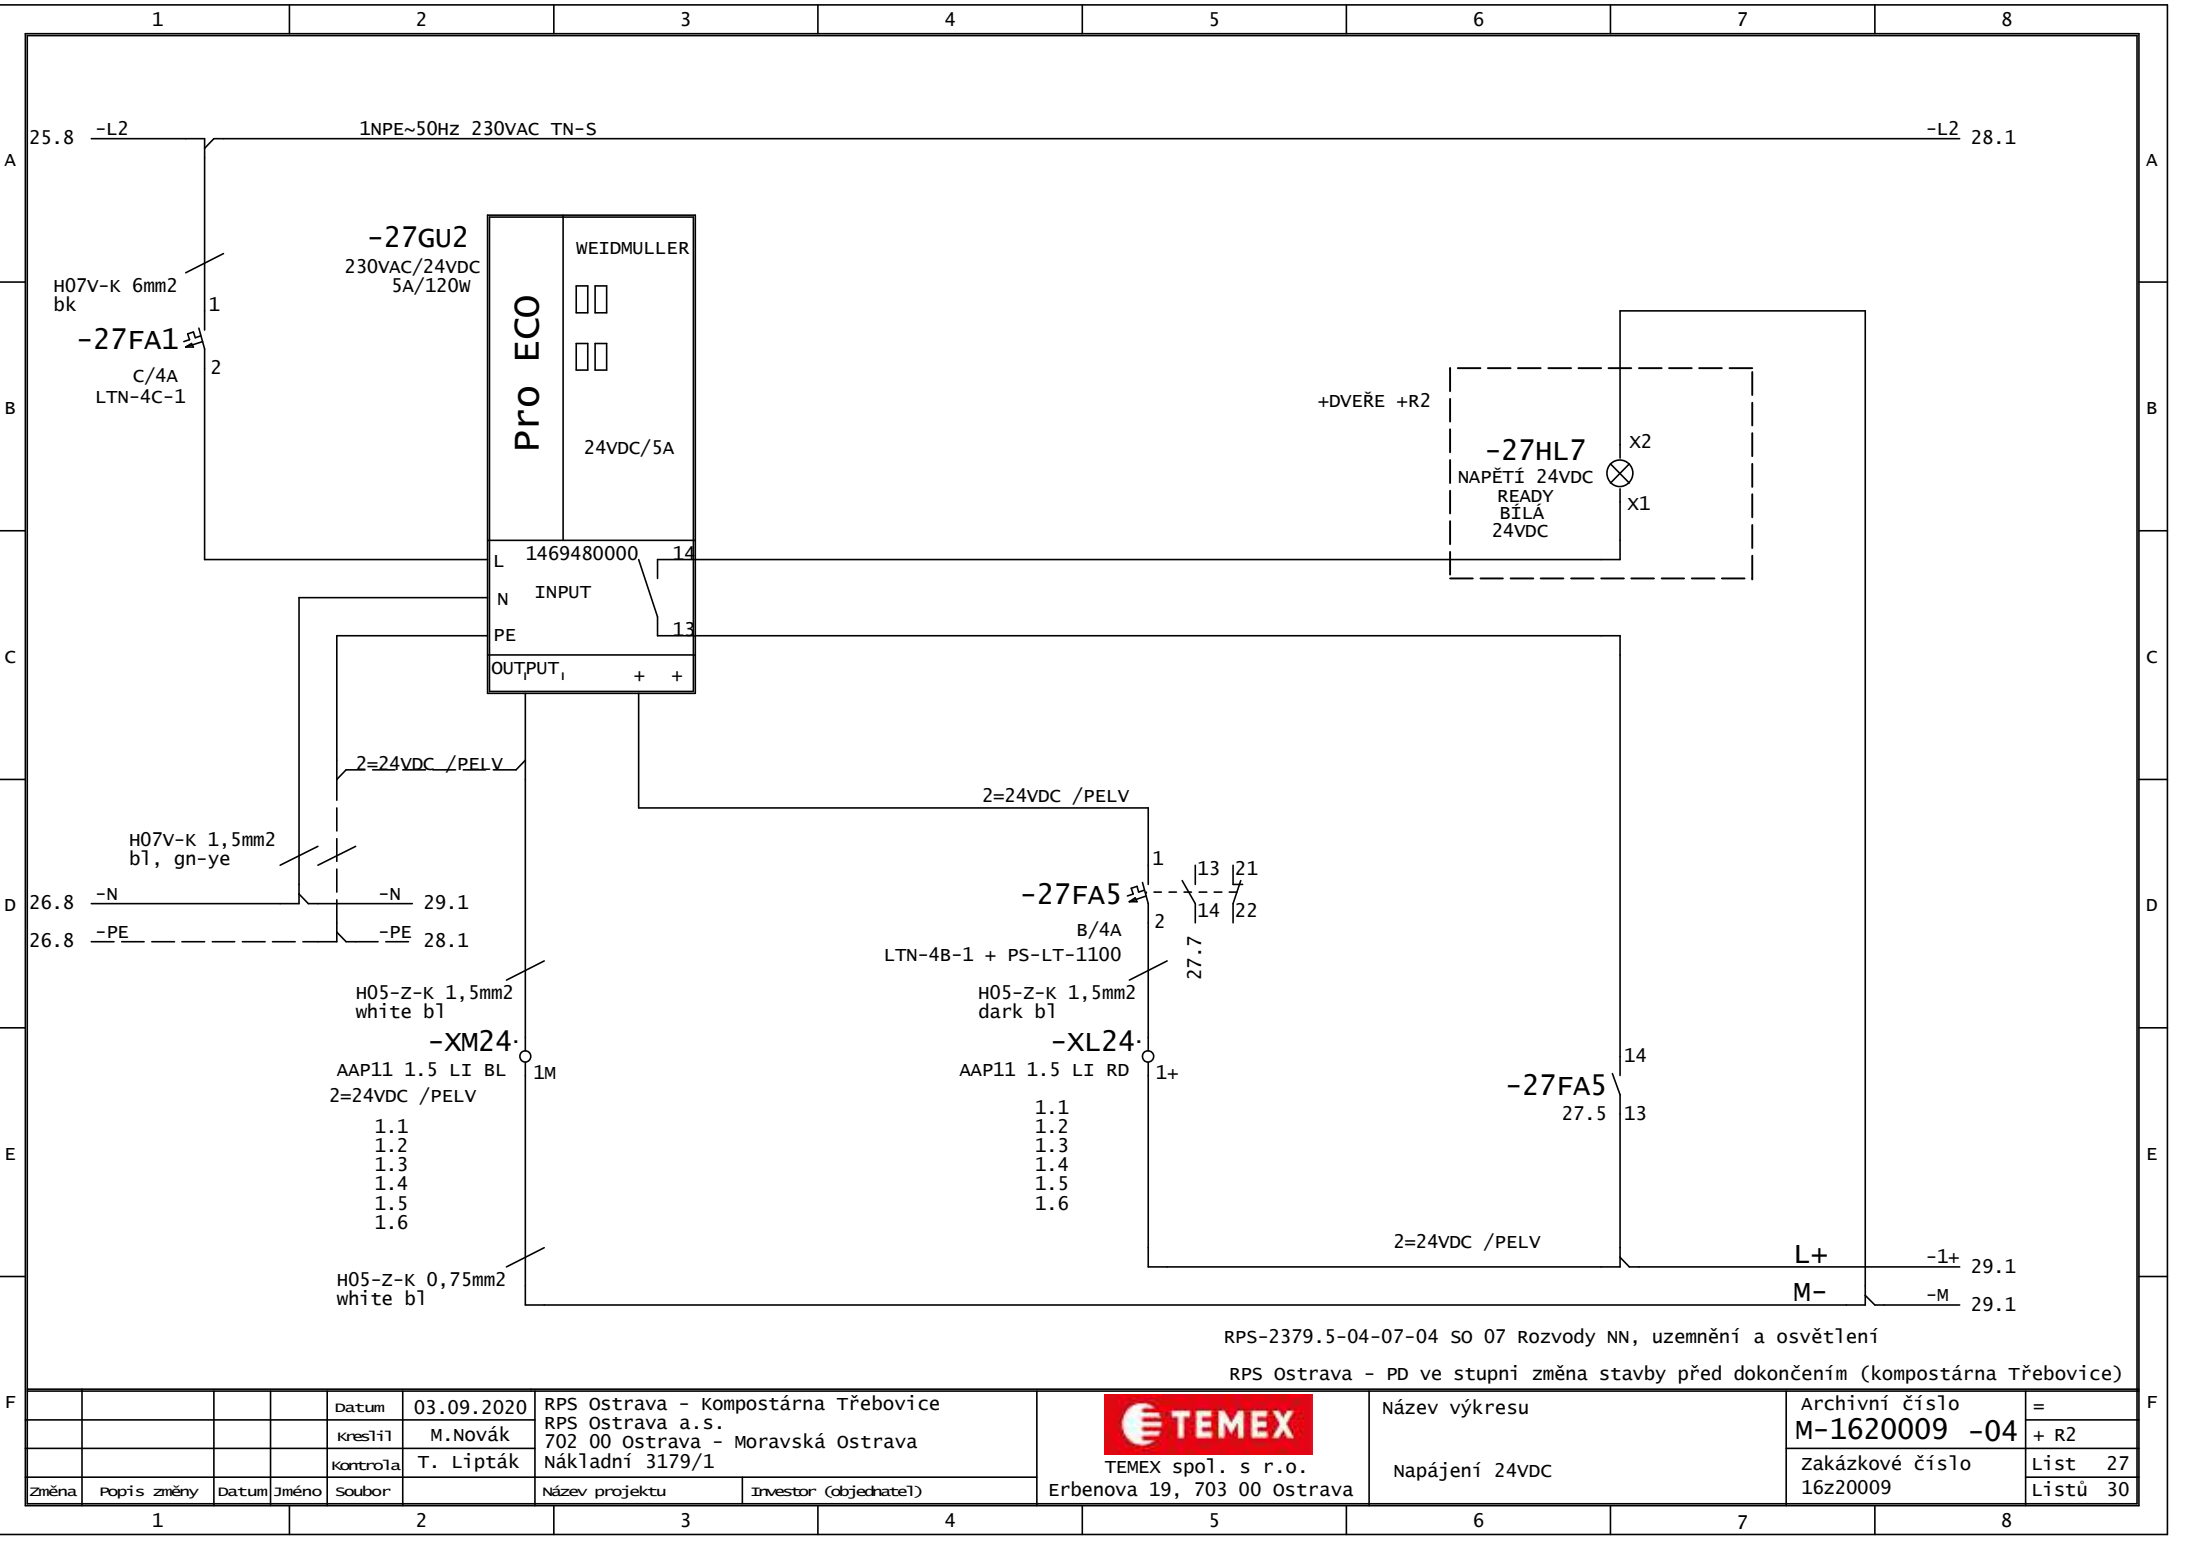 1 2 3 4 5 6 7 8
A A
25.8 -L2 1NPE~50Hz 230VAC TN-S -L2 28.1
-27GU2
230VAC/24VDC
5A/120W
WEIDMULLER
Pro ECO
24VDC/5A
H07V-K 6mm2
bk
1
-27FA1
2
C/4A
LTN-4C-1
B B
+DVEŘE +R2
-27HL7
NAPĚTÍ 24VDC
READY
BÍLÁ
24VDC
X2
X1
L 1469480000 14
N INPUT
PE 13
OUTPUT + +
C C
2=24VDC /PELV
2=24VDC /PELV
H07V-K 1,5mm2
bl, gn-ye
26.8 -N -N 29.1
26.8 -PE -PE 28.1
D D
1 13 21
-27FA5
2 14 22
B/4A
LTN-4B-1 + PS-LT-1100
27.7
H05-Z-K 1,5mm2
white bl
H05-Z-K 1,5mm2
dark bl
-XM24
AAP11 1.5 LI BL 1M
2=24VDC /PELV
1.1
1.2
1.3
1.4
1.5
1.6
-XL24
AAP11 1.5 LI RD 1+
1.1
1.2
1.3
1.4
1.5
1.6
14
-27FA5
27.5 13
E E
H05-Z-K 0,75mm2
white bl
2=24VDC /PELV
L+ -1+ 29.1
M- -M 29.1
RPS-2379.5-04-07-04 SO 07 Rozvody NN, uzemnění a osvětlení
RPS Ostrava - PD ve stupni změna stavby před dokončením (kompostárna Třebovice)
F F
Datum 03.09.2020
Kreslil M.Novák
Kontrola T. Lipták
Změna Popis změny Datum Jméno Soubor
RPS Ostrava - Kompostárna Třebovice
RPS Ostrava a.s.
702 00 Ostrava - Moravská Ostrava
Nákladní 3179/1
Název projektu Investor (objednatel)
TEMEX
TEMEX spol. s r.o.
Erbenova 19, 703 00 Ostrava
Název výkresu
Napájení 24VDC
Archivní číslo
M-1620009 -04
Zakázkové číslo
16z20009
=
+ R2
List 27
Listů 30
1 2 3 4 5 6 7 8